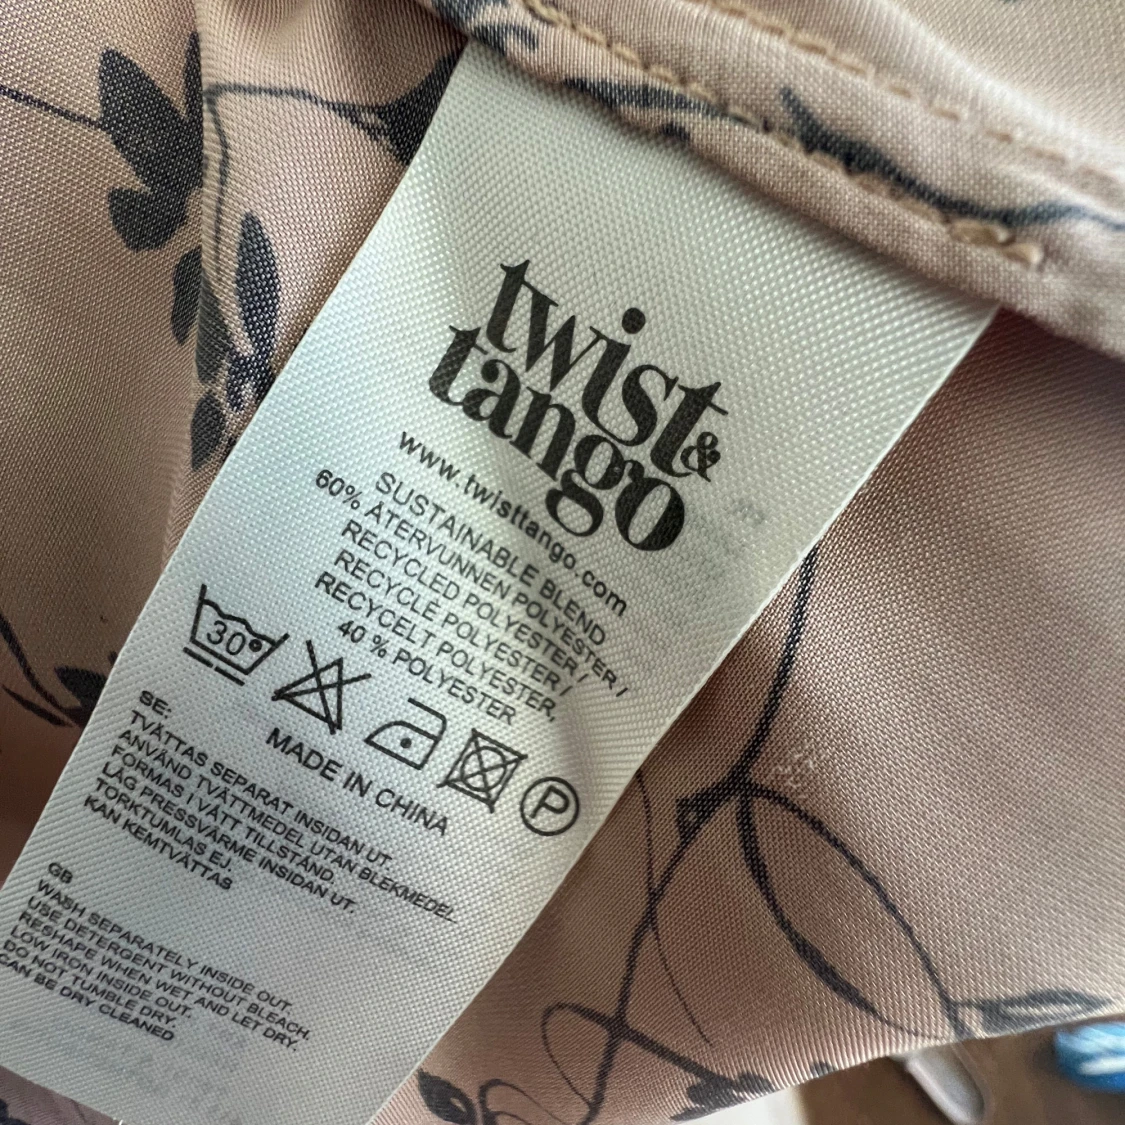 twist&
tango
www.twisttango.com
SUSTAINABLE BLEND
60% ÅTERVUNNEN POLYESTER /
RECYCLED POLYESTER /
RECYCLÉ POLYESTER /
RECYCELT POLYESTER,
40 % POLYESTER
30°
P
MADE IN CHINA
SE:
TVÄTTAS SEPARAT INSIDAN UT.
ANVÄND TVÄTTMEDEL UTAN BLEKMEDEL
FORMAS I VÅTT TILLSTÅND.
LÅG PRESSVÄRME INSIDAN UT.
TORKTUMLAS EJ.
KAN KEMTVÄTTAS
GB
WASH SEPARATELY INSIDE OUT.
USE DETERGENT WITHOUT BLEACH.
RESHAPE WHEN WET AND LET DRY.
LOW IRON INSIDE OUT.
DO NOT TUMBLE DRY.
CAN BE DRY CLEANED